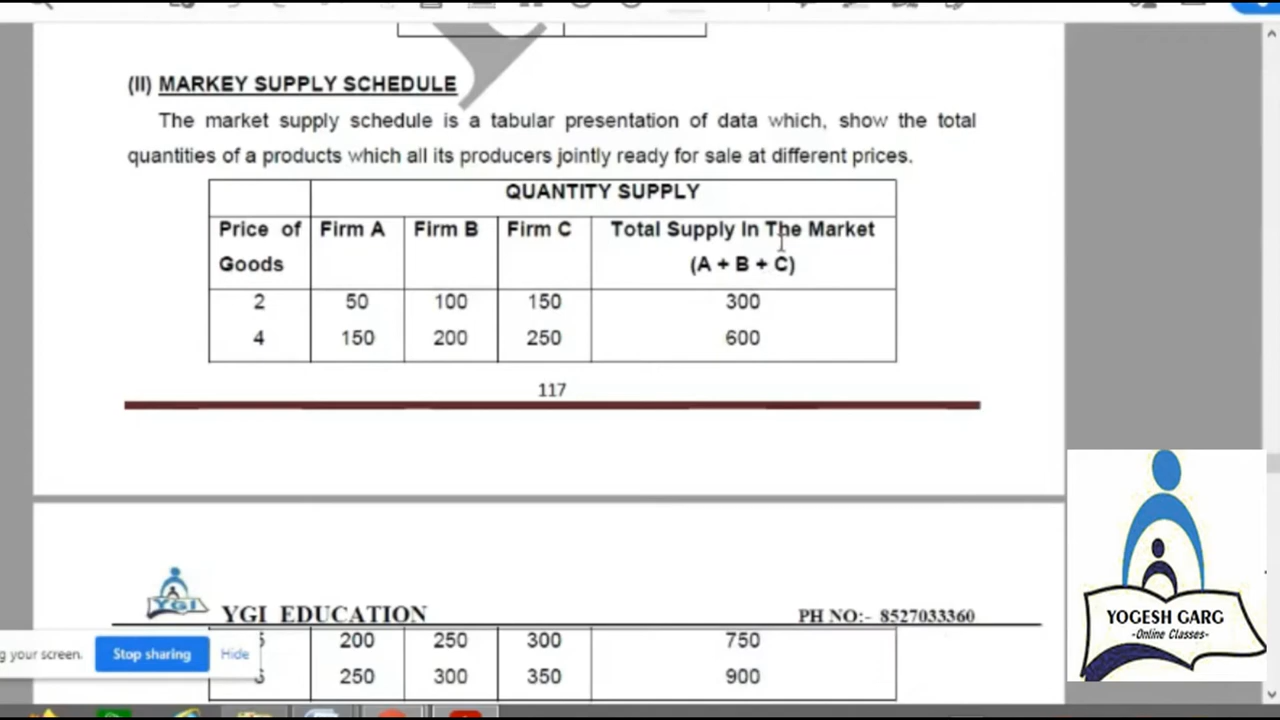 (II) MARKEY SUPPLY SCHEDULE
The market supply schedule is a tabular presentation of data which, show the total
quantities of a products which all its producers jointly ready for sale at different prices.
QUANTITY SUPPLY
Price of Goods Firm A Firm B Firm C Total Supply In The Market (A + B + C)
2 50 100 150 300
4 150 200 250 600
117
YGI
YGI EDUCATION PH NO:- 8527033360
200 250 300 750
250 300 350 900
g your screen. Stop sharing Hide
YOGESH GARG
-Online Classes-